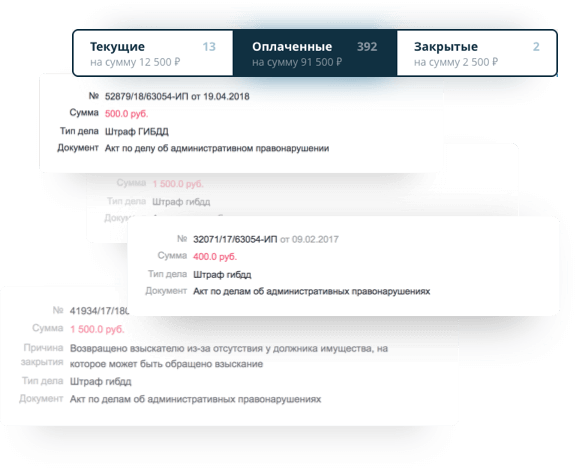 Текущие 13
на сумму 12 500 ₽
Оплаченные 392
на сумму 91 500 ₽
Закрытые 2
на сумму 2 500 ₽
№ 52879/18/63054-ИП от 19.04.2018
Сумма 500.0 руб.
Тип дела Штраф ГИБДД
Документ Акт по делу об административном правонарушении
Сумма 1 500.0 руб.
Тип дела Штраф гибдд
№ 32071/17/63054-ИП от 09.02.2017
Сумма 400.0 руб.
Тип дела Штраф гибдд
Документ Акт по делам об административных правонарушениях
№ 41934/17/180
Сумма 1 500.0 руб.
Причина Возвращено взыскателю из-за отсутствия у должника имущества, на
закрытия которое может быть обращено взыскание
Тип дела Штраф гибдд
Документ Акт по делам об административных правонарушениях